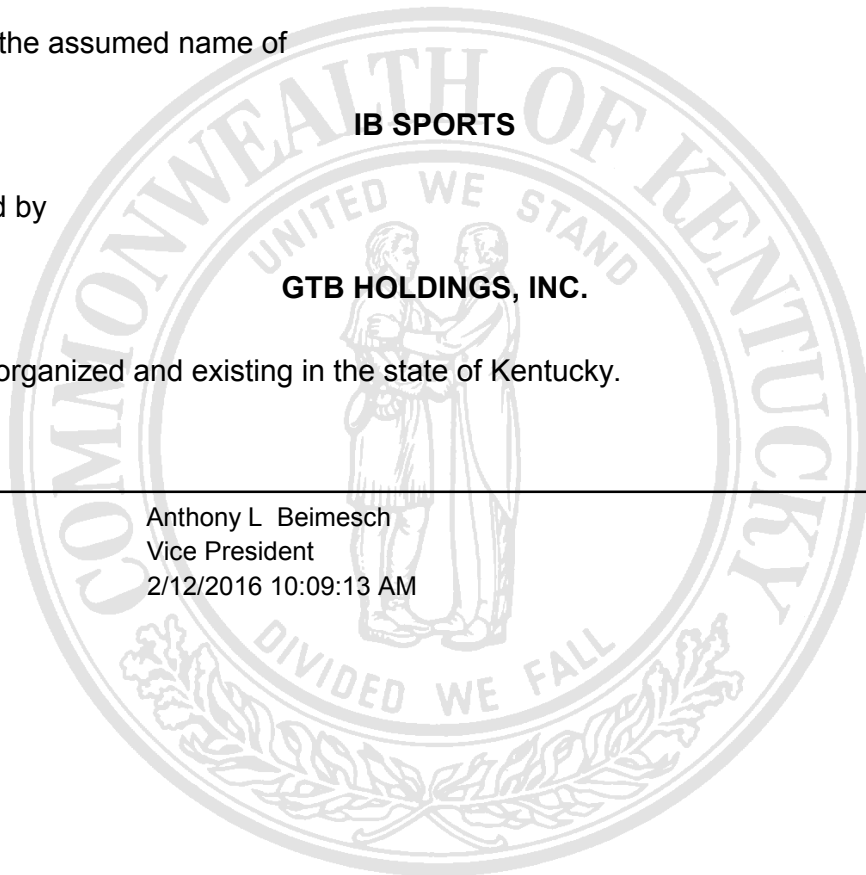 the assumed name of
IB SPORTS
d by
GTB HOLDINGS, INC.
organized and existing in the state of Kentucky.
Anthony L Beimesch
Vice President
2/12/2016 10:09:13 AM
COMMONWEALTH OF KENTUCKY
UNITED WE STAND
DIVIDED WE FALL